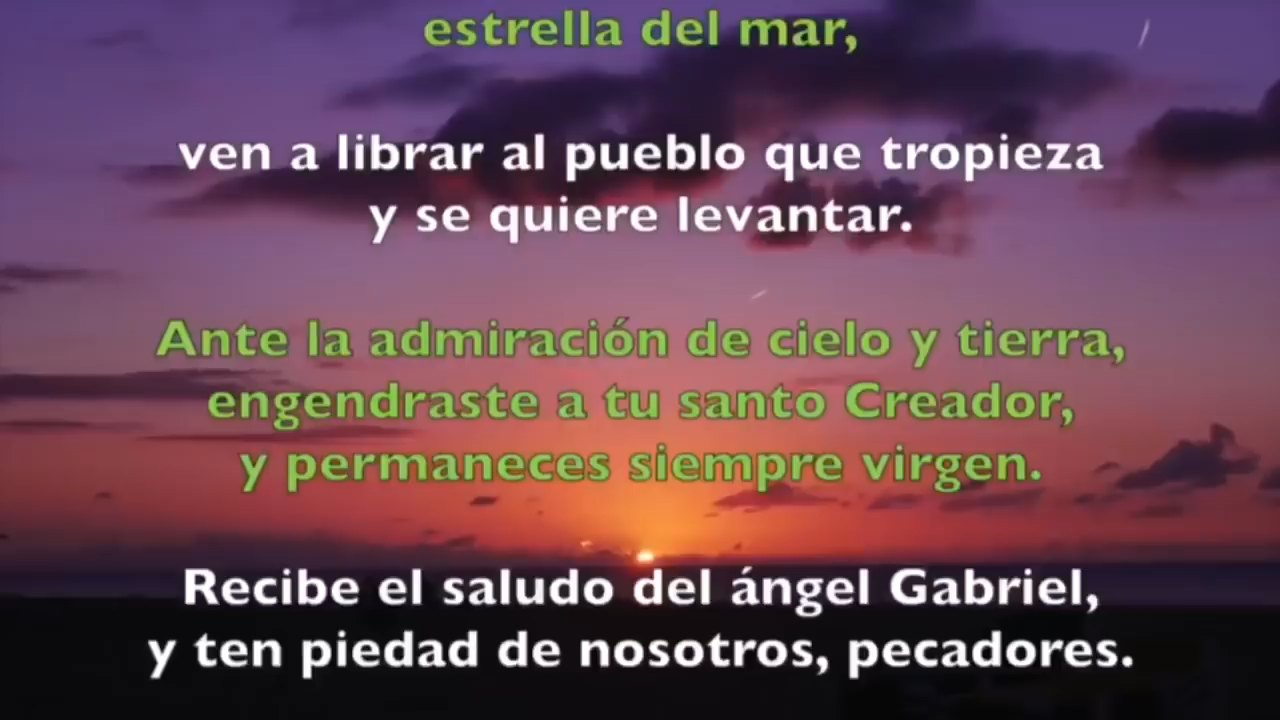 estrella del mar,
ven a librar al pueblo que tropieza
y se quiere levantar.
Ante la admiración de cielo y tierra,
engendraste a tu santo Creador,
y permaneces siempre virgen.
Recibe el saludo del ángel Gabriel,
y ten piedad de nosotros, pecadores.